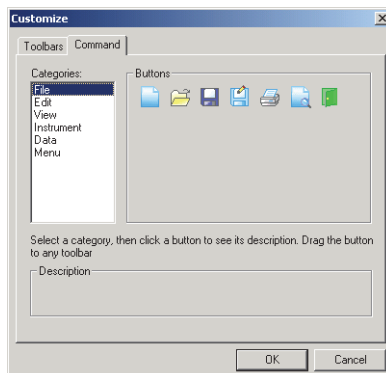 Customize
Toolbars
Command
Categories:
Buttons
File
Edit
View
Instrument
Data
Menu
Select a category, then click a button to see its description. Drag the button
to any toolbar
Description
OK
Cancel